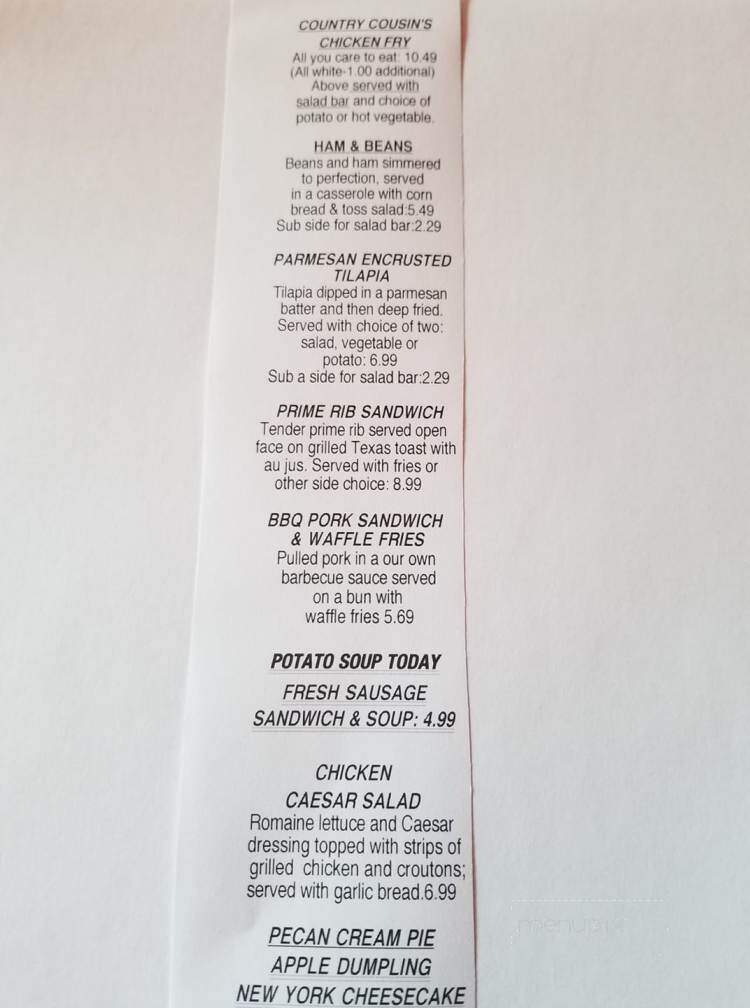 COUNTRY COUSIN'S
CHICKEN FRY
All you care to eat: 10.49
(All white-1.00 additional)
Above served with
salad bar and choice of
potato or hot vegetable.
HAM & BEANS
Beans and ham simmered
to perfection, served
in a casserole with corn
bread & toss salad:5.49
Sub side for salad bar:2.29
PARMESAN ENCRUSTED
TILAPIA
Tilapia dipped in a parmesan
batter and then deep fried.
Served with choice of two:
salad, vegetable or
potato: 6.99
Sub a side for salad bar:2.29
PRIME RIB SANDWICH
Tender prime rib served open
face on grilled Texas toast with
au jus. Served with fries or
other side choice: 8.99
BBQ PORK SANDWICH
& WAFFLE FRIES
Pulled pork in a our own
barbecue sauce served
on a bun with
waffle fries 5.69
POTATO SOUP TODAY
FRESH SAUSAGE
SANDWICH & SOUP: 4.99
CHICKEN
CAESAR SALAD
Romaine lettuce and Caesar
dressing topped with strips of
grilled chicken and croutons;
served with garlic bread.6.99
PECAN CREAM PIE
APPLE DUMPLING
NEW YORK CHEESECAKE